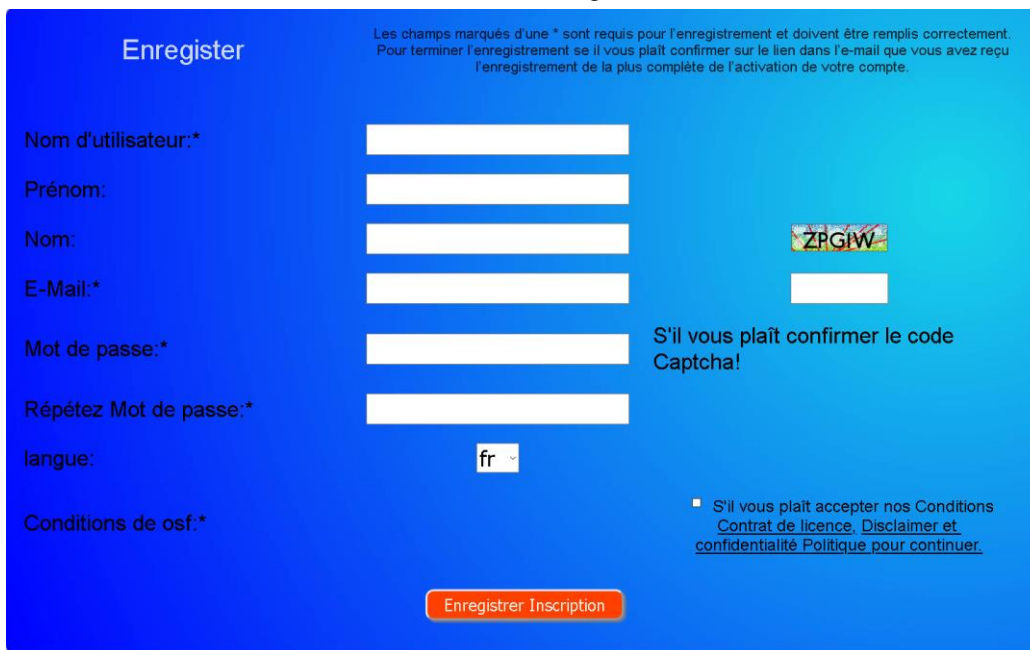 Enregister
Les champs marqués d'une * sont requis pour l'enregistrement et doivent être remplis correctement.
Pour terminer l'enregistrement se il vous plaît confirmer sur le lien dans l'e-mail que vous avez reçu
l'enregistrement de la plus complète de l'activation de votre compte.
Nom d'utilisateur:*
Prénom:
Nom:
ZPGIW
E-Mail:*
Mot de passe:*
S'il vous plaît confirmer le code
Captcha!
Répétez Mot de passe:*
langue:
fr
Conditions de osf:*
S'il vous plaît accepter nos Conditions
Contrat de licence, Disclaimer et
confidentialité Politique pour continuer.
Enregistrer Inscription